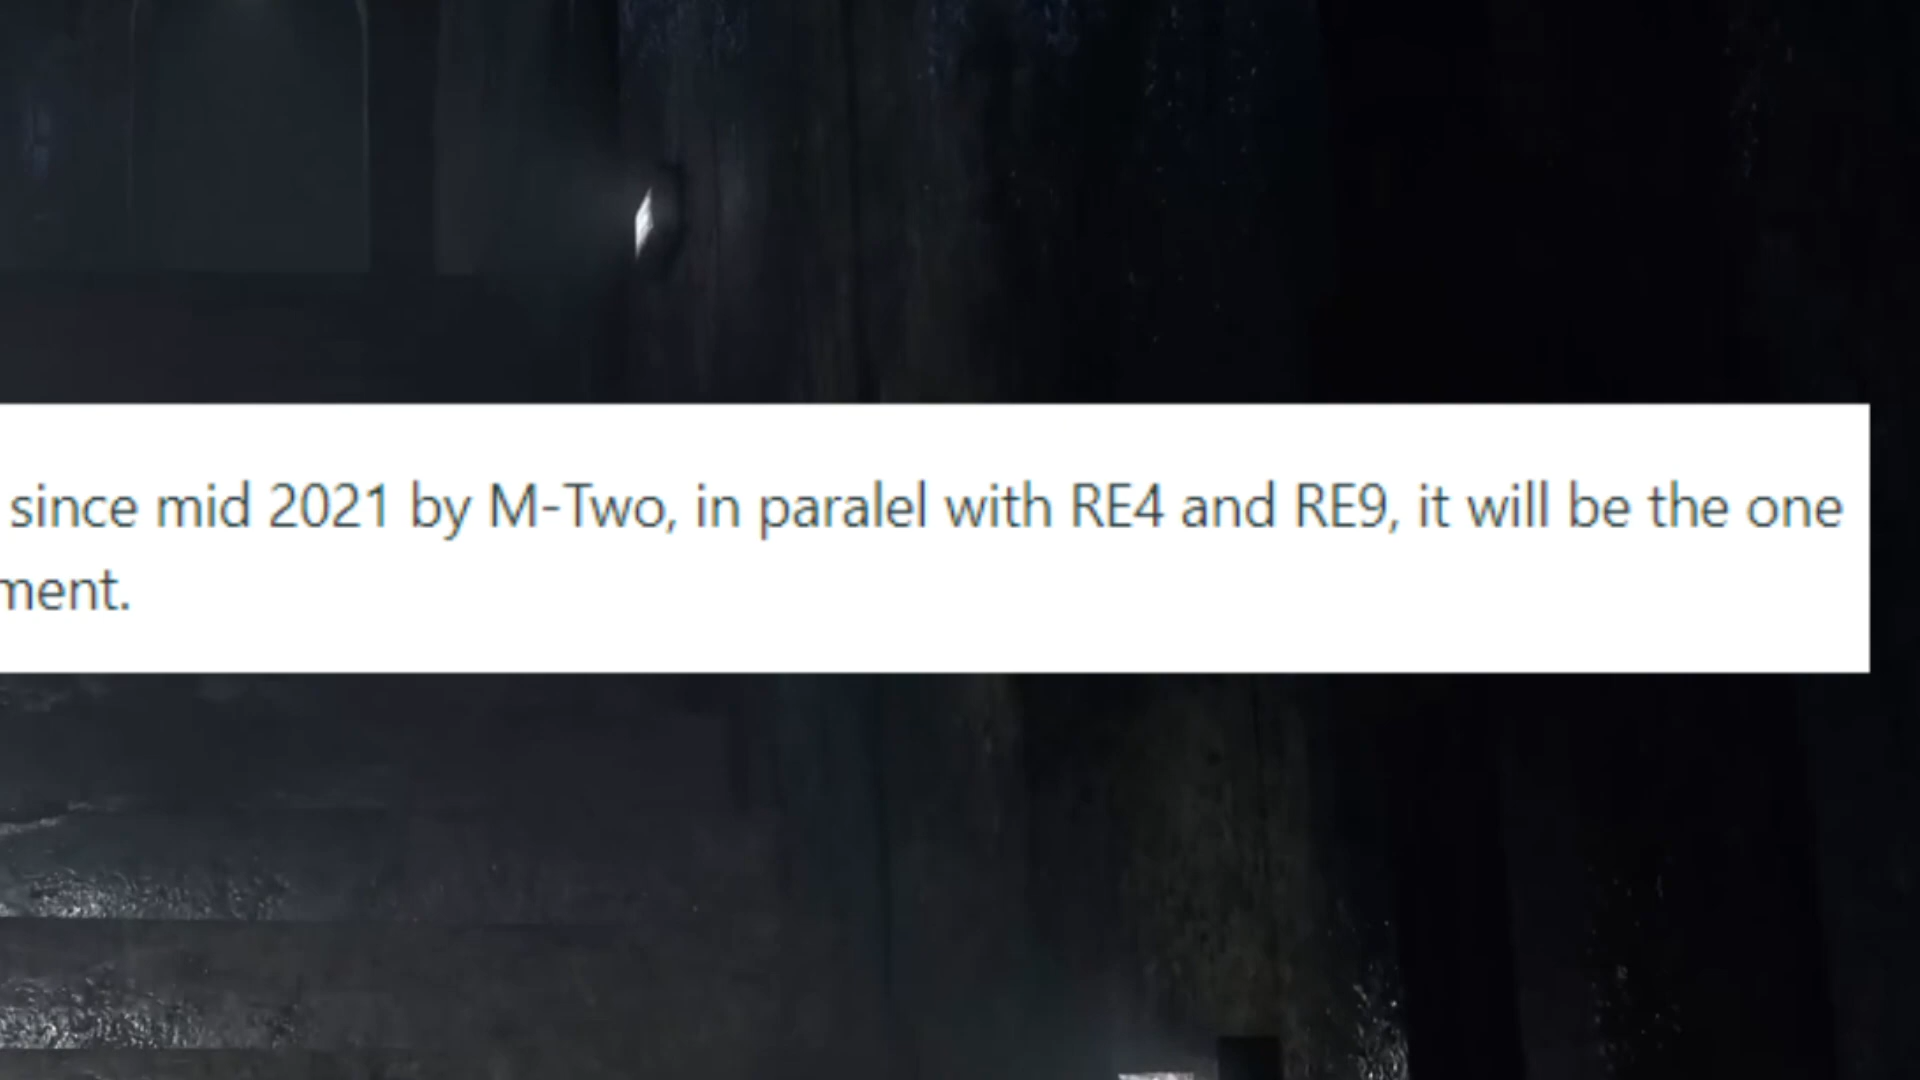 since mid 2021 by M-Two, in paralel with RE4 and RE9, it will be the one
ment.